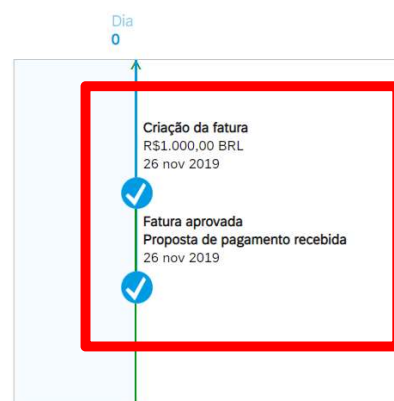 Dia
0
Criação da fatura
R$1.000,00 BRL
26 nov 2019
Fatura aprovada
Proposta de pagamento recebida
26 nov 2019